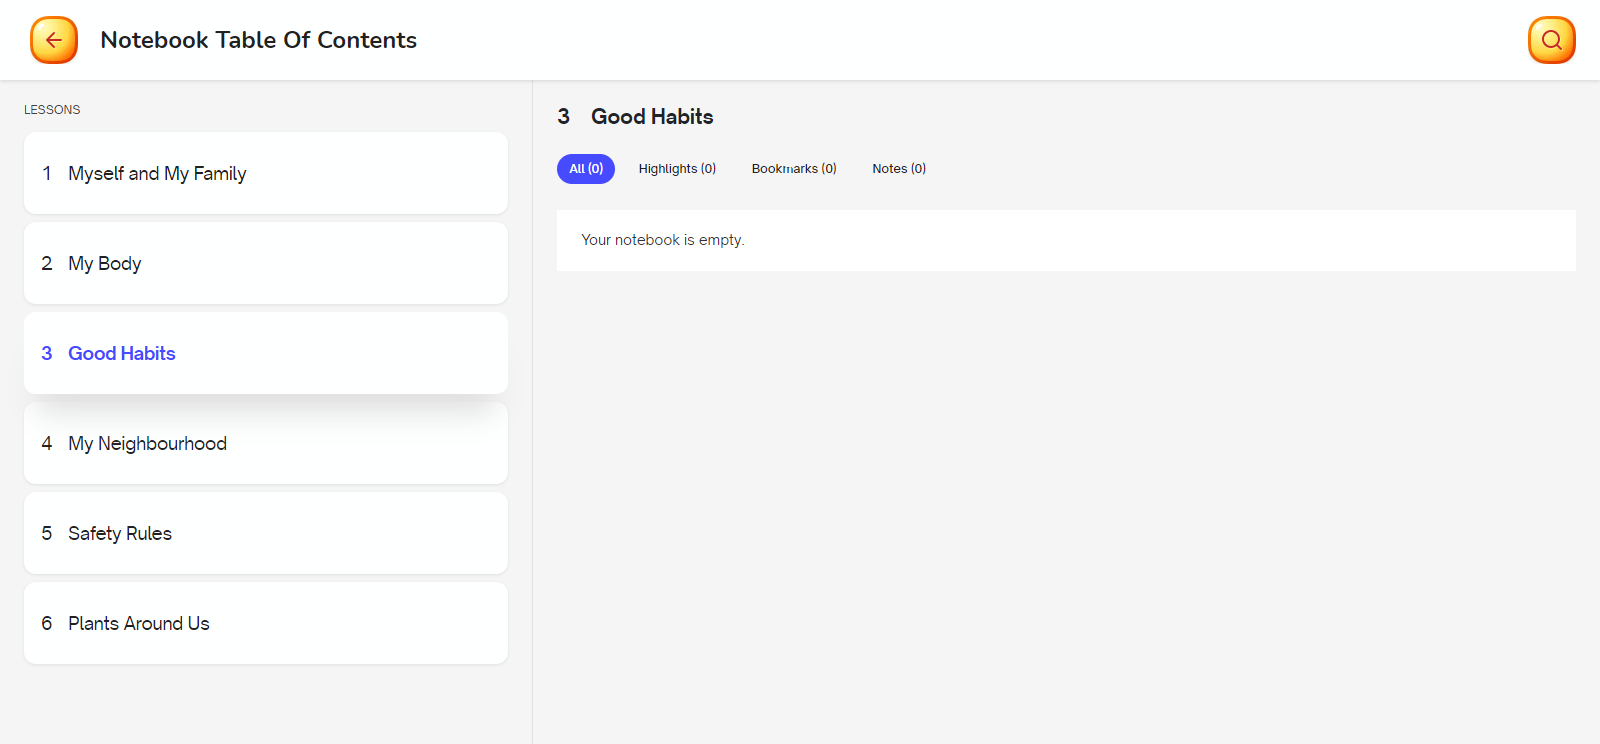 Notebook Table Of Contents
LESSONS
1 Myself and My Family
2 My Body
3 Good Habits
4 My Neighbourhood
5 Safety Rules
6 Plants Around Us
3 Good Habits
All (0) Highlights (0) Bookmarks (0) Notes (0)
Your notebook is empty.